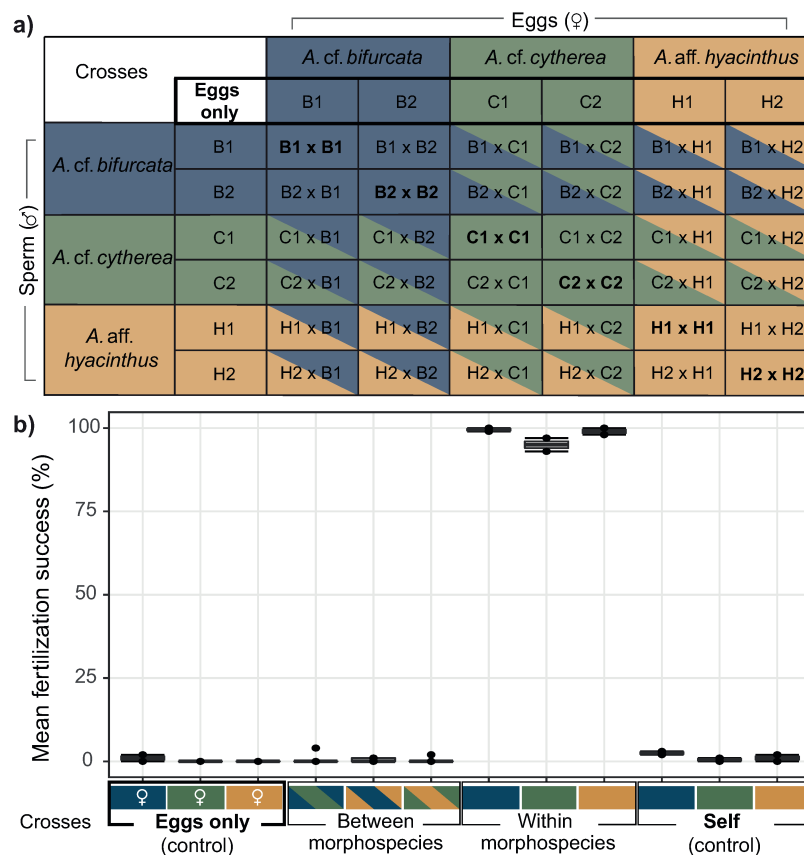 a)
Eggs (♀)
Crosses
A. cf. bifurcata
A. cf. cytherea
A. aff. hyacinthus
Eggs only
B1 B2 C1 C2 H1 H2
Sperm (♂)
A. cf. bifurcata
B1 B1 x B1 B1 x B2 B1 x C1 B1 x C2 B1 x H1 B1 x H2
B2 B2 x B1 B2 x B2 B2 x C1 B2 x C2 B2 x H1 B2 x H2
A. cf. cytherea
C1 C1 x B1 C1 x B2 C1 x C1 C1 x C2 C1 x H1 C1 x H2
C2 C2 x B1 C2 x B2 C2 x C1 C2 x C2 C2 x H1 C2 x H2
A. aff.
hyacinthus
H1 H1 x B1 H1 x B2 H1 x C1 H1 x C2 H1 x H1 H1 x H2
H2 H2 x B1 H2 x B2 H2 x C1 H2 x C2 H2 x H1 H2 x H2
b)
Mean fertilization success (%)
100
75
50
25
0
♀ ♀ ♀
Crosses
Eggs only
(control)
Between
morphospecies
Within
morphospecies
Self
(control)